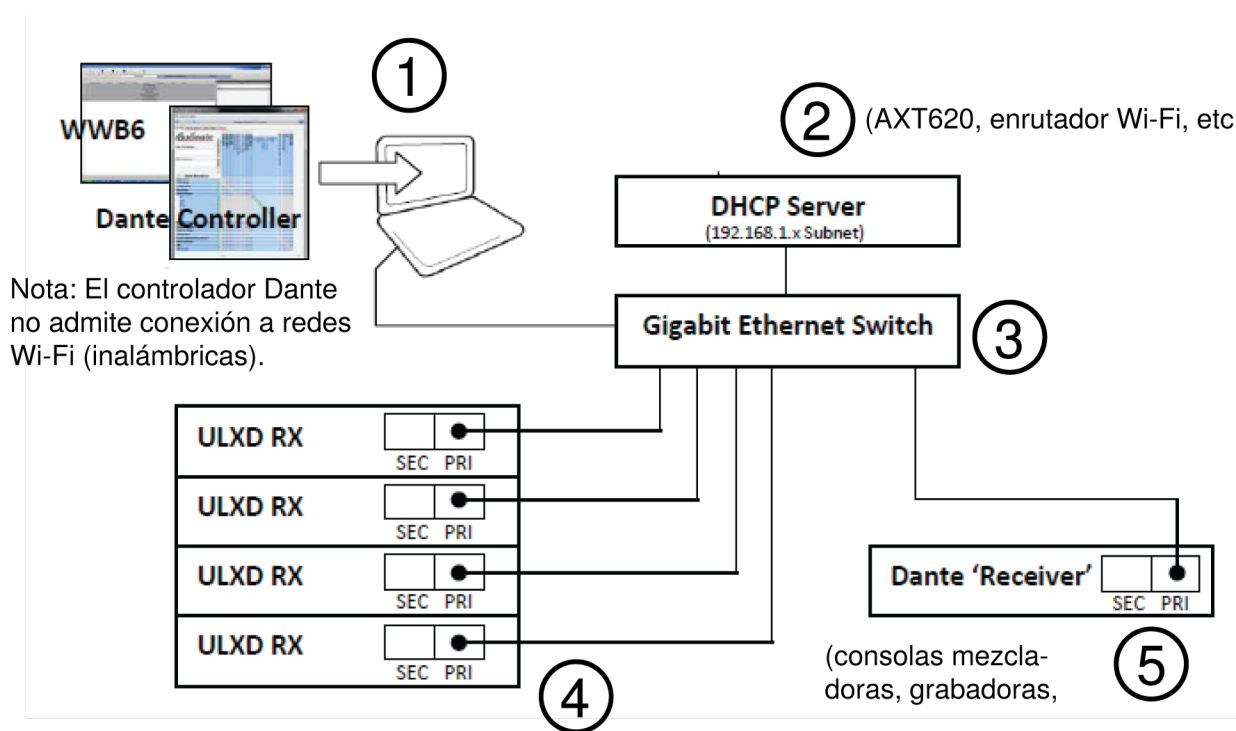 1
2 (AXT620, enrutador Wi-Fi, etc
WWB6
Audinate
Dante Controller
DHCP Server
(192.168.1.x Subnet)
Nota: El controlador Dante
no admite conexión a redes
Wi-Fi (inalámbricas).
Gigabit Ethernet Switch
3
ULXD RX
SEC PRI
ULXD RX
SEC PRI
ULXD RX
SEC PRI
ULXD RX
SEC PRI
4
Dante ‘Receiver’
SEC PRI
(consolas mezcla-
doras, grabadoras,
5